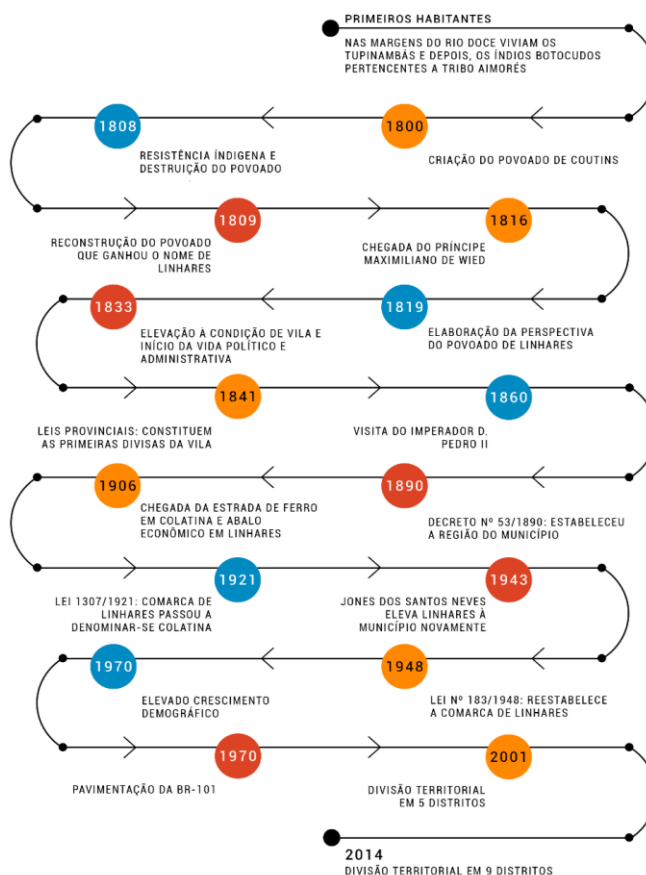 PRIMEIROS HABITANTES
NAS MARGENS DO RIO DOCE VIVIAM OS
TUPINAMBÁS E DEPOIS, OS ÍNDIOS BOTOCUDOS
PERTENCENTES A TRIBO AIMORÉS
1800
CRIAÇÃO DO POVOADO DE COUTINS
1808
RESISTÊNCIA ÍNDIGENA E
DESTRUIÇÃO DO POVOADO
1809
RECONSTRUÇÃO DO POVOADO
QUE GANHOU O NOME DE
LINHARES
1816
CHEGADA DO PRÍNCIPE
MAXIMILIANO DE WIED
1819
ELABORAÇÃO DA PERSPECTIVA
DO POVOADO DE LINHARES
1833
ELEVAÇÃO À CONDIÇÃO DE VILA E
INÍCIO DA VIDA POLÍTICO E
ADMINISTRATIVA
1841
LEIS PROVINCIAIS: CONSTITUEM
AS PRIMEIRAS DIVISAS DA VILA
1860
VISITA DO IMPERADOR D.
PEDRO II
1890
DECRETO Nº 53/1890: ESTABELECEU
A REGIÃO DO MUNICÍPIO
1906
CHEGADA DA ESTRADA DE FERRO
EM COLATINA E ABALO
ECONÔMICO EM LINHARES
1921
LEI 1307/1921: COMARCA DE
LINHARES PASSOU A
DENOMINAR-SE COLATINA
1943
JONES DOS SANTOS NEVES
ELEVA LINHARES À
MUNICÍPIO NOVAMENTE
1948
LEI Nº 183/1948: REESTABELECE
A COMARCA DE LINHARES
1970
ELEVADO CRESCIMENTO
DEMOGRÁFICO
1970
PAVIMENTAÇÃO DA BR-101
2001
DIVISÃO TERRITORIAL
EM 5 DISTRITOS
2014
DIVISÃO TERRITORIAL EM 9 DISTRITOS